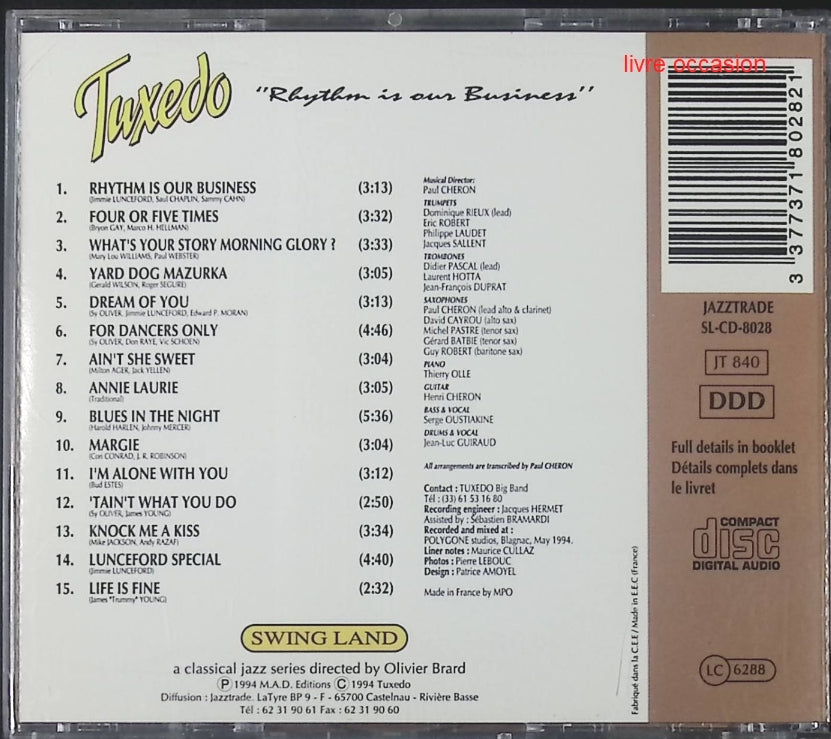 livre occasion
Tuxedo
"Rhythm is our Business"
1. RHYTHM IS OUR BUSINESS (3:13)
(Jimmie LUNCEFORD, Saul CHAPLIN, Sammy CAHN)
2. FOUR OR FIVE TIMES (3:32)
(Bryon GAY, Marco H. HELLMAN)
3. WHAT'S YOUR STORY MORNING GLORY ? (3:33)
(Mary Lou WILLIAMS, Paul WEBSTER)
4. YARD DOG MAZURKA (3:05)
(Gerald WILSON, Roger SEGURE)
5. DREAM OF YOU (3:13)
(Sy OLIVER, Jimmie LUNCEFORD, Edward P. MORAN)
6. FOR DANCERS ONLY (4:46)
(Sy OLIVER, Don RAYE, Vic SCHOEN)
7. AIN'T SHE SWEET (3:04)
(Milton AGER, Jack YELLEN)
8. ANNIE LAURIE (3:05)
(Traditional)
9. BLUES IN THE NIGHT (5:36)
(Harold HARLEN, Johnny MERCER)
10. MARGIE (3:04)
(Con CONRAD, J. R. ROBINSON)
11. I'M ALONE WITH YOU (3:12)
(Bud ESTES)
12. 'TAIN'T WHAT YOU DO (2:50)
(Sy OLIVER, James YOUNG)
13. KNOCK ME A KISS (3:34)
(Mike JACKSON, Andy RAZAF)
14. LUNCEFORD SPECIAL (4:40)
(Jimmie LUNCEFORD)
15. LIFE IS FINE (2:32)
(James "Trummy" YOUNG)
Musical Director:
Paul CHERON
TRUMPETS
Dominique RIEUX (lead)
Eric ROBERT
Philippe LAUDET
Jacques SALLENT
TROMBONES
Didier PASCAL (lead)
Laurent HOTTA
Jean-François DUPRAT
SAXOPHONES
Paul CHERON (lead alto & clarinet)
David CAYROU (alto sax)
Michel PASTRE (tenor sax)
Gérard BATBIE (tenor sax)
Guy ROBERT (baritone sax)
PIANO
Thierry OLLE
GUITAR
Henri CHERON
BASS & VOCAL
Serge OUSTIAKINE
DRUMS & VOCAL
Jean-Luc GUIRAUD
All arrangements are transcribed by Paul CHERON
Contact : TUXEDO Big Band
Tél : (33) 61 53 16 80
Recording engineer : Jacques HERMET
Assisted by : Sébastien BRAMARDI
Recorded and mixed at :
POLYGONE studios, Blagnac, May 1994.
Liner notes : Maurice CULLAZ
Photos : Pierre LEBOUC
Design : Patrice AMOYEL
Made in France by MPO
SWING LAND
a classical jazz series directed by Olivier Brard
Ⓟ 1994 M.A.D. Editions Ⓒ 1994 Tuxedo
Diffusion : Jazztrade. LaTyre BP 9 - F - 65700 Castelnau - Rivière Basse
Tél : 62 31 90 61 Fax : 62 31 90 60
Fabriqué dans la C.E.E / Made in E.E.C (France)
3 377371 802821
JAZZTRADE
SL-CD-8028
JT 840
DDD
Full details in booklet
Détails complets dans
le livret
COMPACT
disc
DIGITAL AUDIO
LC 6288